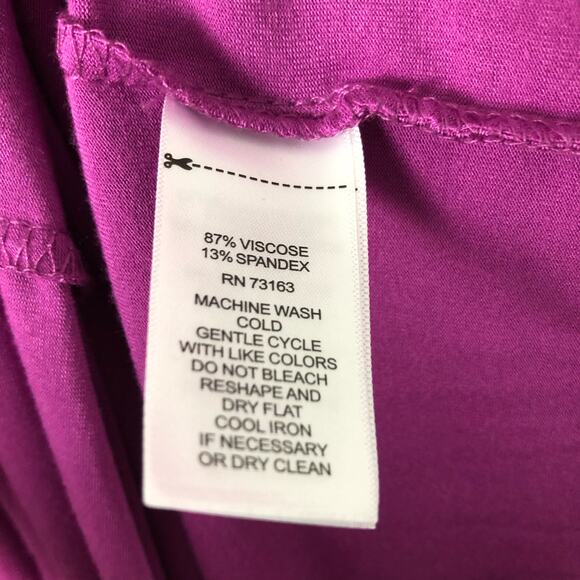 87% VISCOSE
13% SPANDEX
RN 73163
MACHINE WASH
COLD
GENTLE CYCLE
WITH LIKE COLORS
DO NOT BLEACH
RESHAPE AND
DRY FLAT
COOL IRON
IF NECESSARY
OR DRY CLEAN